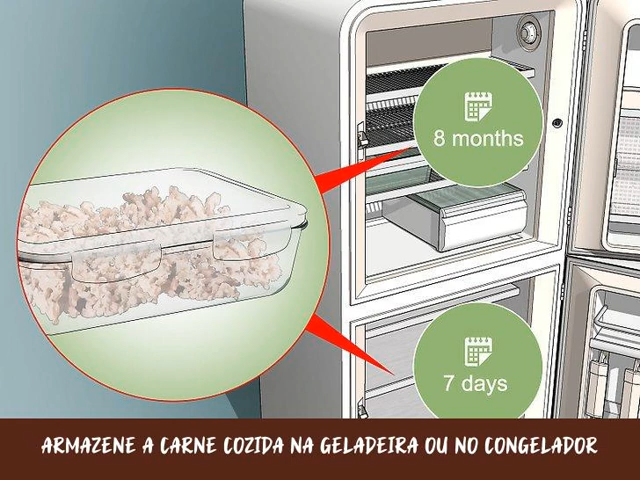 8 months
7 days
ARMAZENE A CARNE COZIDA NA GELADEIRA OU NO CONGELADOR